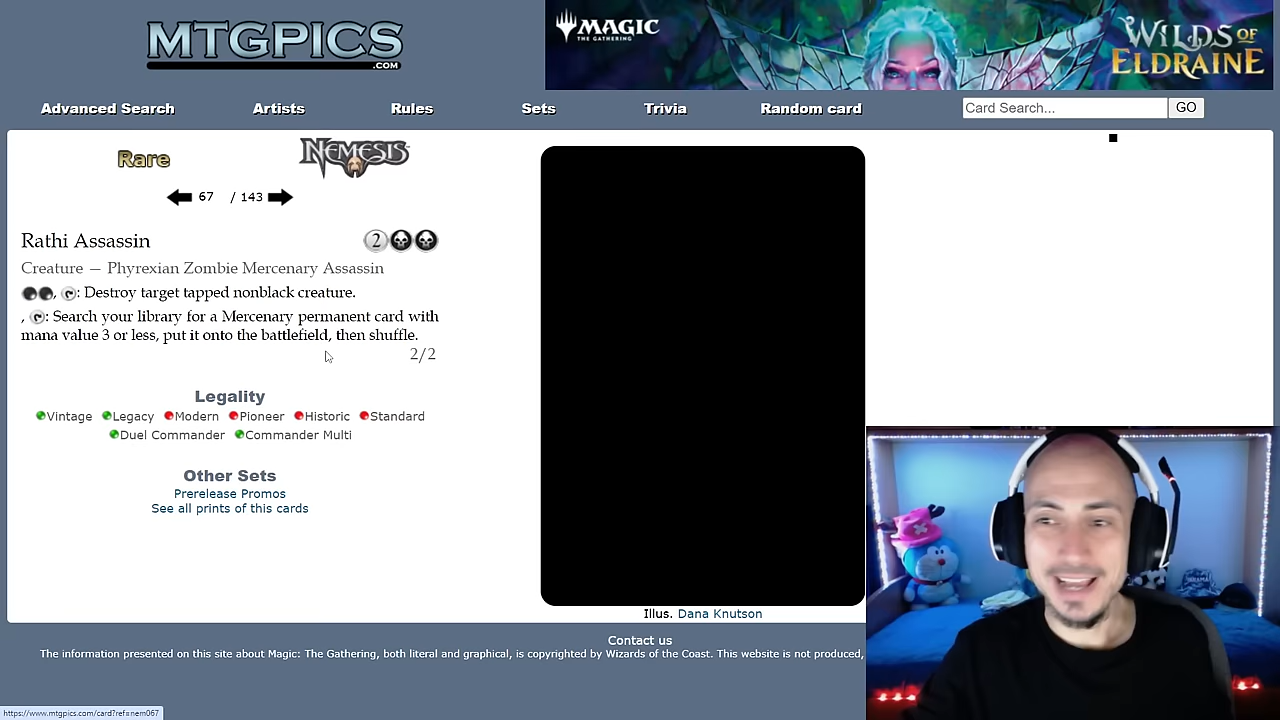 MTGPICS
.COM
MAGIC
THE GATHERING
WILDS OF
ELDRAINE
Advanced Search
Artists
Rules
Sets
Trivia
Random card
Card Search...
GO
Rare
NEMESIS
67 / 143
Rathi Assassin
2
Creature — Phyrexian Zombie Mercenary Assassin
, : Destroy target tapped nonblack creature.
, : Search your library for a Mercenary permanent card with
mana value 3 or less, put it onto the battlefield, then shuffle.
2/2
Legality
Vintage Legacy Modern Pioneer Historic Standard
Duel Commander Commander Multi
Other Sets
Prerelease Promos
See all prints of this cards
Illus. Dana Knutson
Contact us
The information presented on this site about Magic: The Gathering, both literal and graphical, is copyrighted by Wizards of the Coast. This website is not produced,
https://www.mtgpics.com/card?ref=nem067